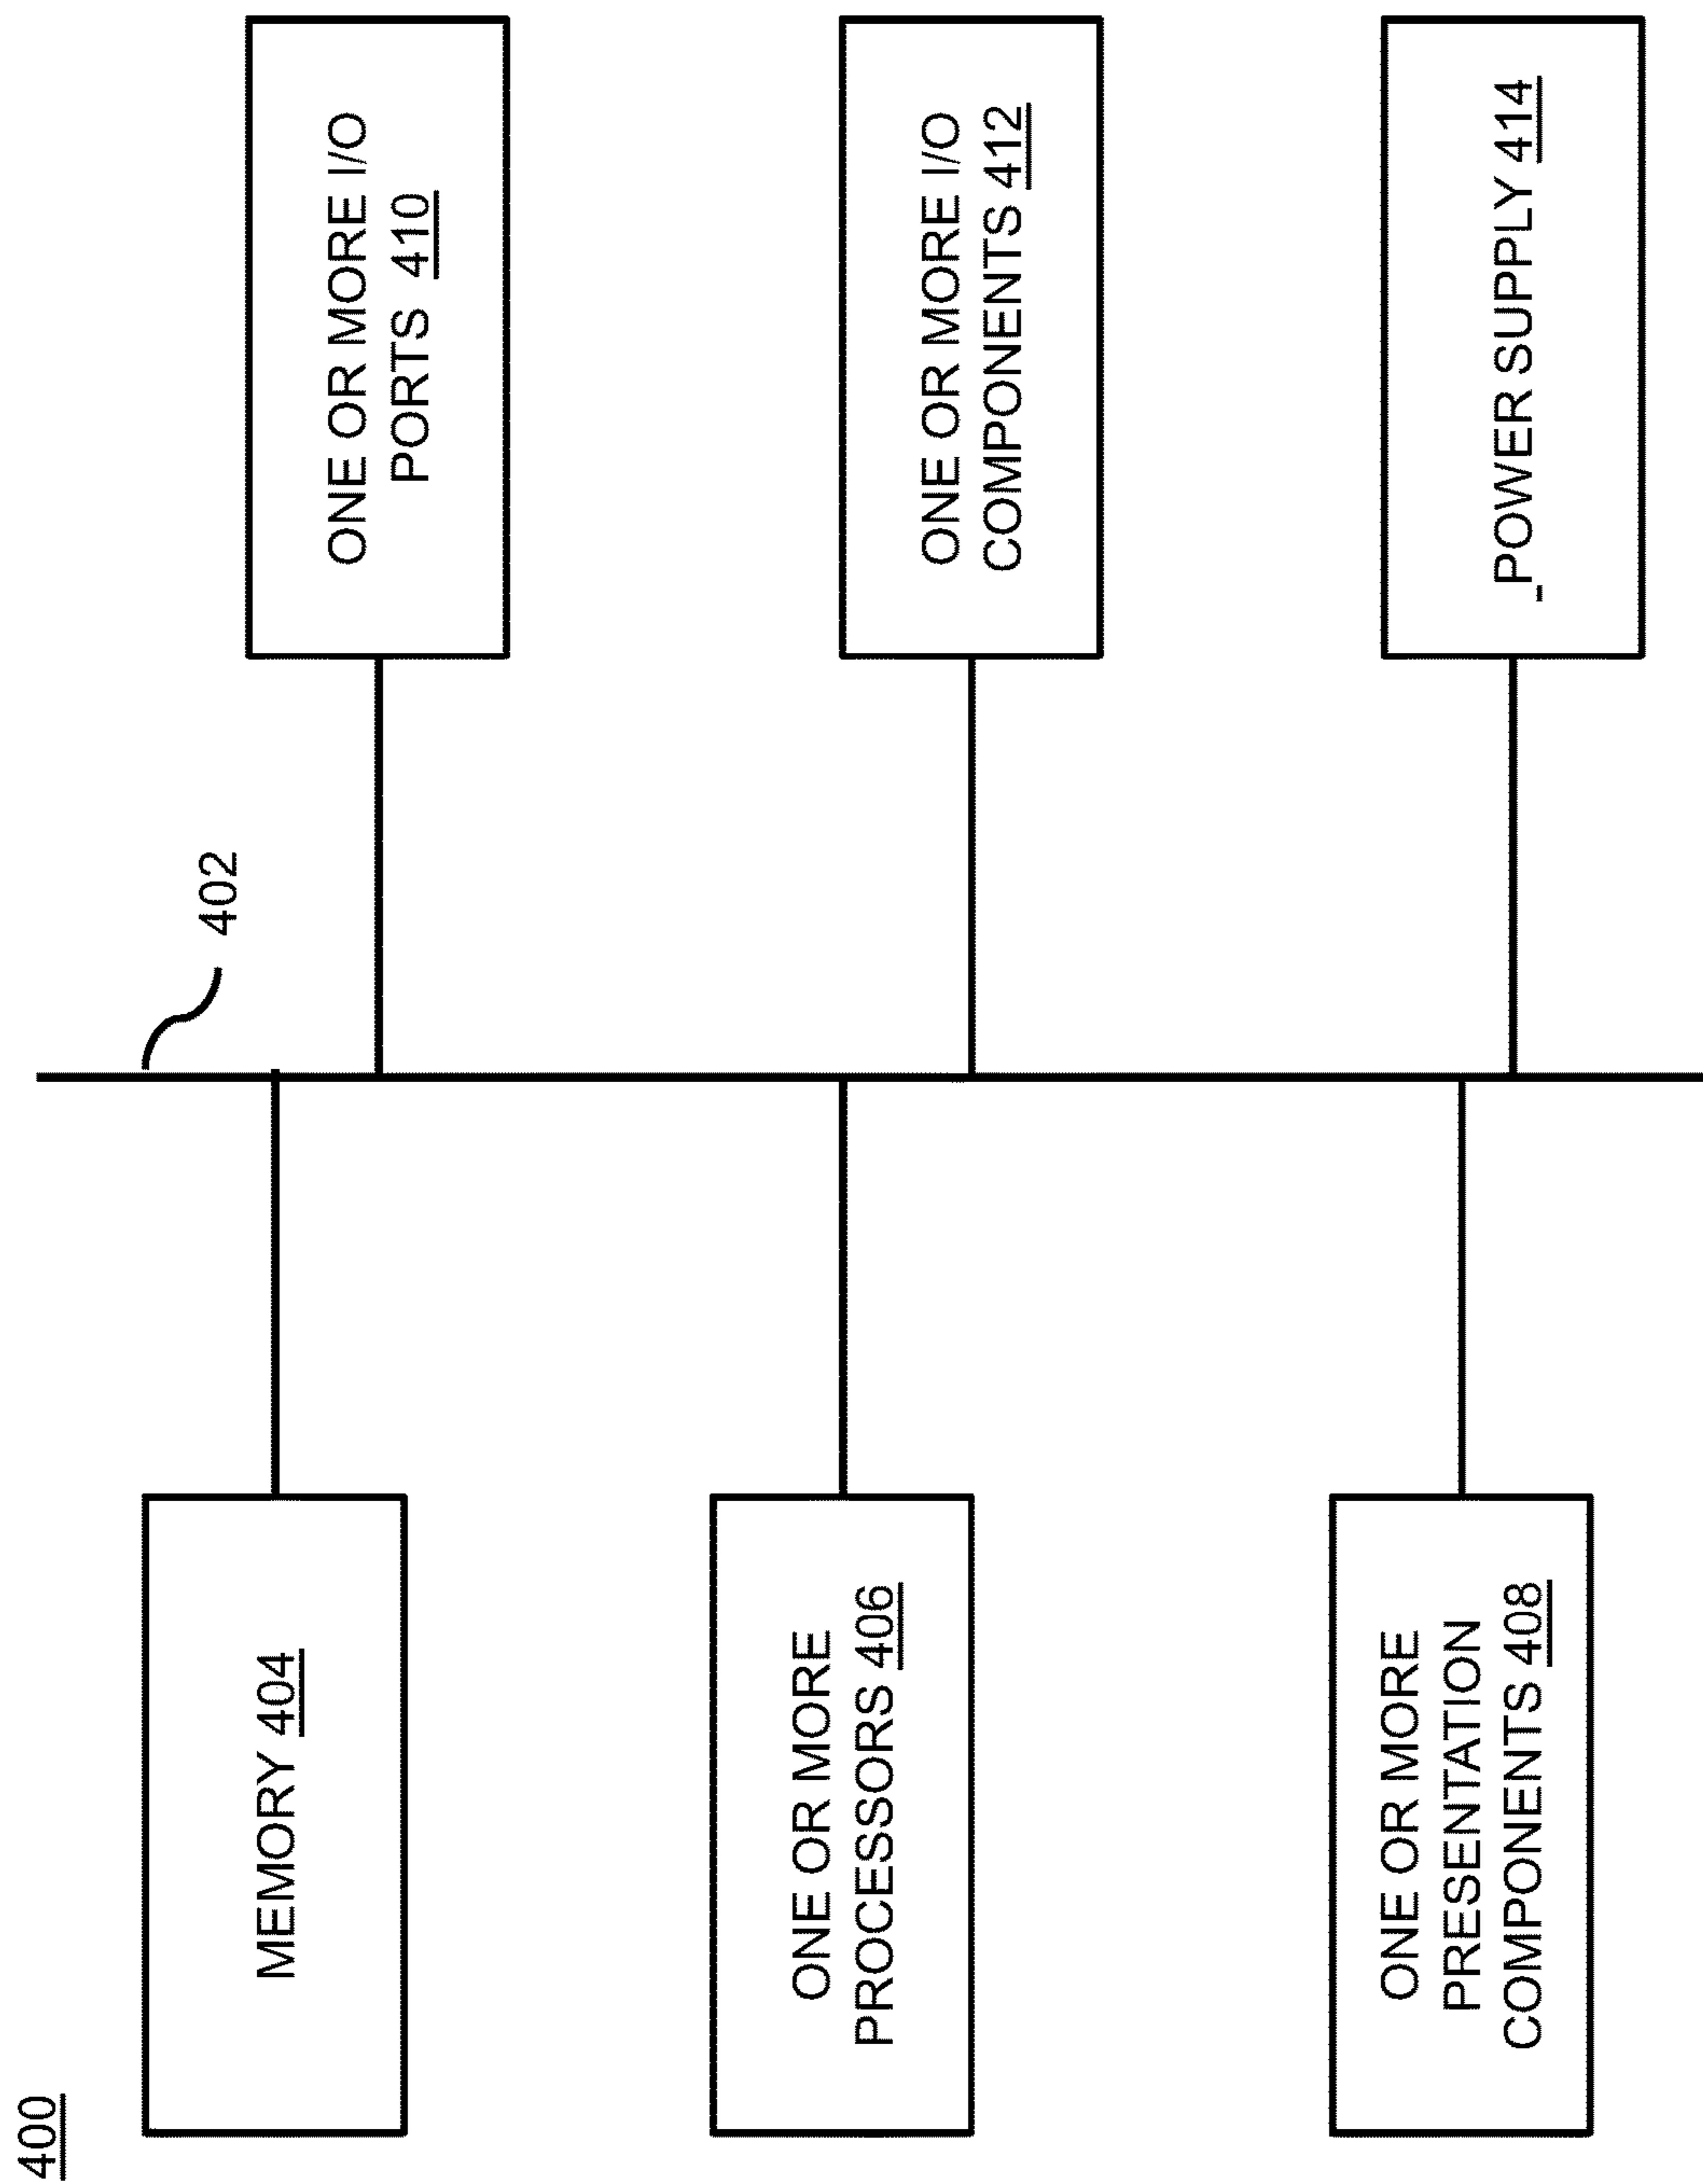 400
402
MEMORY 404
ONE OR MORE
PROCESSORS 406
ONE OR MORE
PRESENTATION
COMPONENTS 408
ONE OR MORE I/O
PORTS 410
ONE OR MORE I/O
COMPONENTS 412
POWER SUPPLY 414